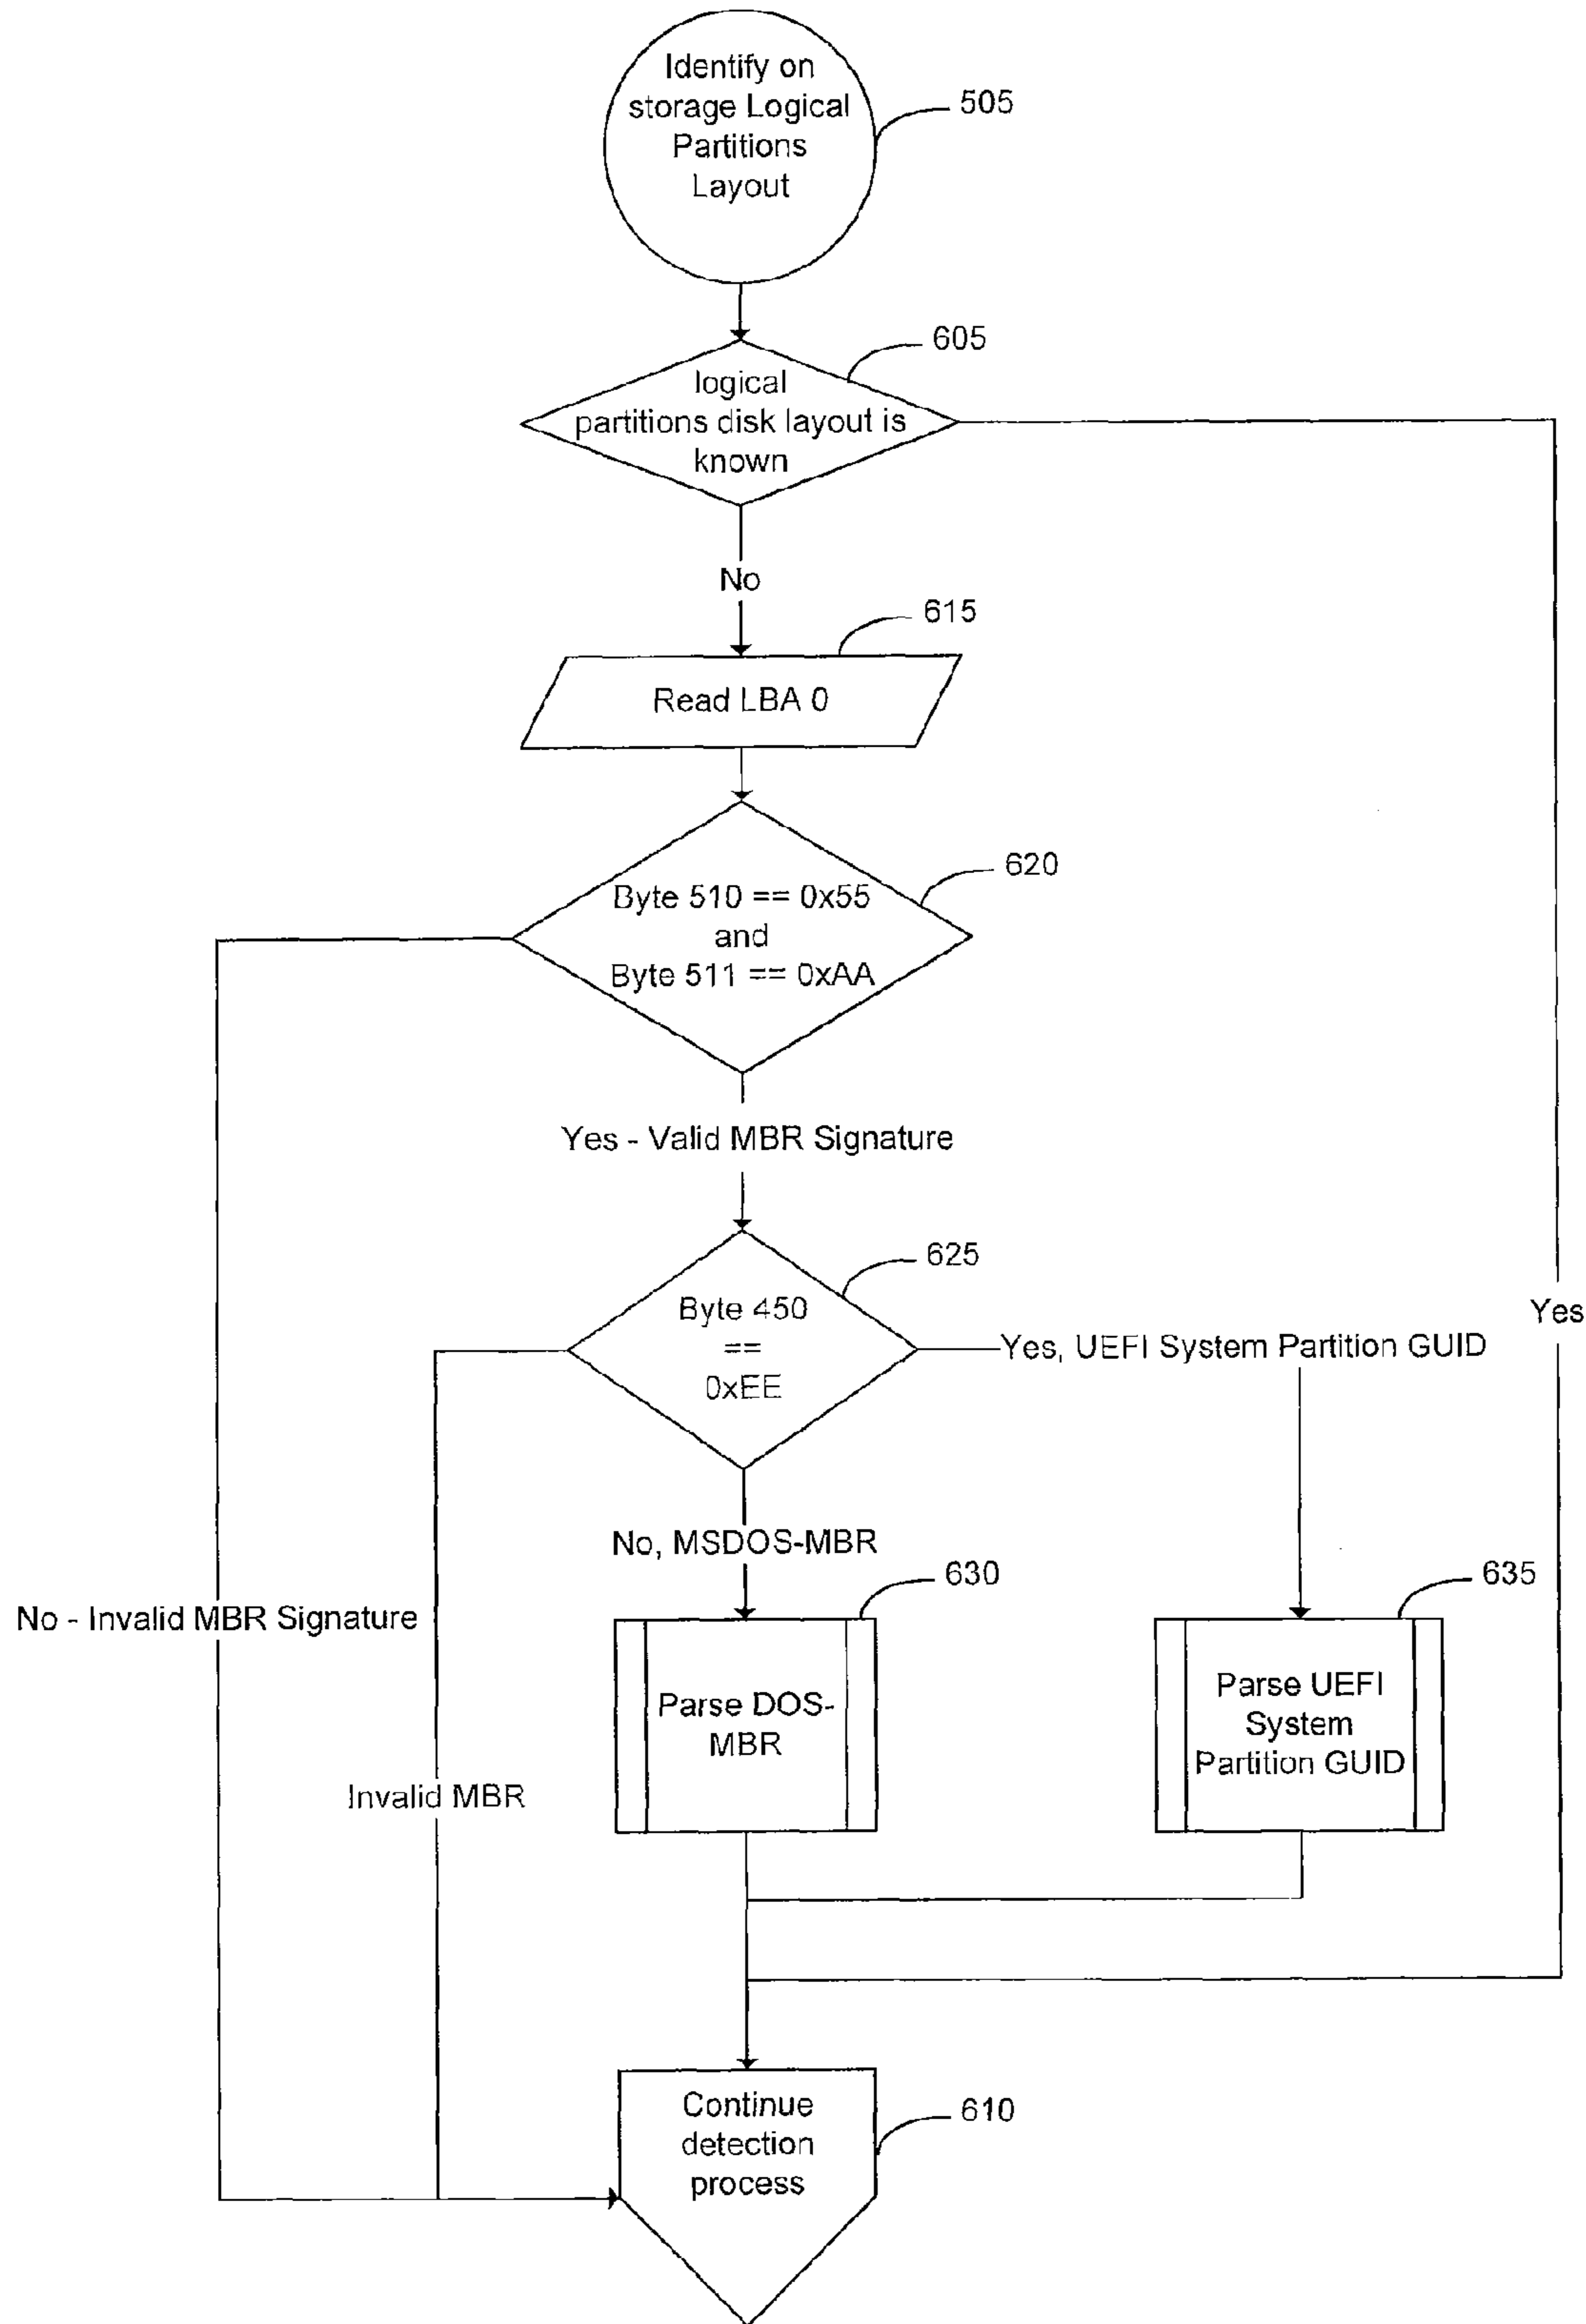 Identify on
storage Logical
Partitions
Layout
505
605
logical
partitions disk layout is
known
No
615
Read LBA 0
620
Byte 510 == 0x55
and
Byte 511 == 0xAA
Yes - Valid MBR Signature
625
Byte 450
==
0xEE
Yes, UEFI System Partition GUID
Yes
No, MSDOS-MBR
630
635
No - Invalid MBR Signature
Parse DOS-
MBR
Parse UEFI
System
Partition GUID
Invalid MBR
Continue
detection
process
610